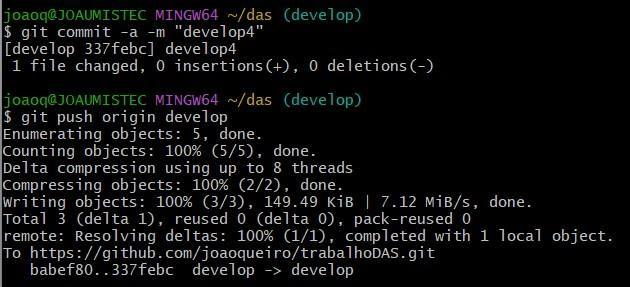 joaoq@JOAUMISTEC MINGW64 ~/das (develop)
$ git commit -a -m "develop4"
[develop 337febc] develop4
 1 file changed, 0 insertions(+), 0 deletions(-)
joaoq@JOAUMISTEC MINGW64 ~/das (develop)
$ git push origin develop
Enumerating objects: 5, done.
Counting objects: 100% (5/5), done.
Delta compression using up to 8 threads
Compressing objects: 100% (2/2), done.
Writing objects: 100% (3/3), 149.49 KiB | 7.12 MiB/s, done.
Total 3 (delta 1), reused 0 (delta 0), pack-reused 0
remote: Resolving deltas: 100% (1/1), completed with 1 local object.
To https://github.com/joaoqueiro/trabalhoDAS.git
   babef80..337febc  develop -> develop